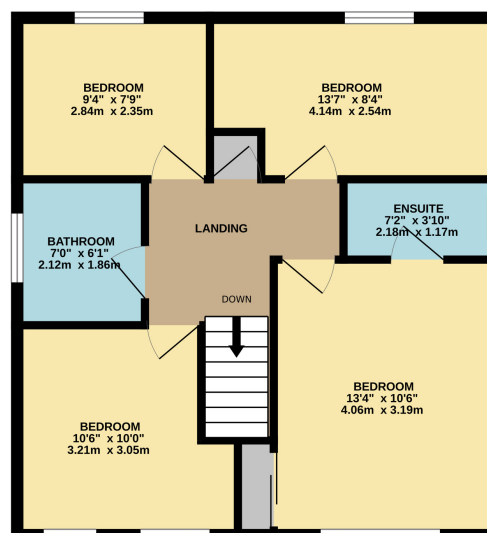 BEDROOM
9'4" x 7'9"
2.84m x 2.35m
BEDROOM
13'7" x 8'4"
4.14m x 2.54m
BATHROOM
7'0" x 6'1"
2.12m x 1.86m
LANDING
ENSUITE
7'2" x 3'10"
2.18m x 1.17m
DOWN
BEDROOM
10'6" x 10'0"
3.21m x 3.05m
BEDROOM
13'4" x 10'6"
4.06m x 3.19m